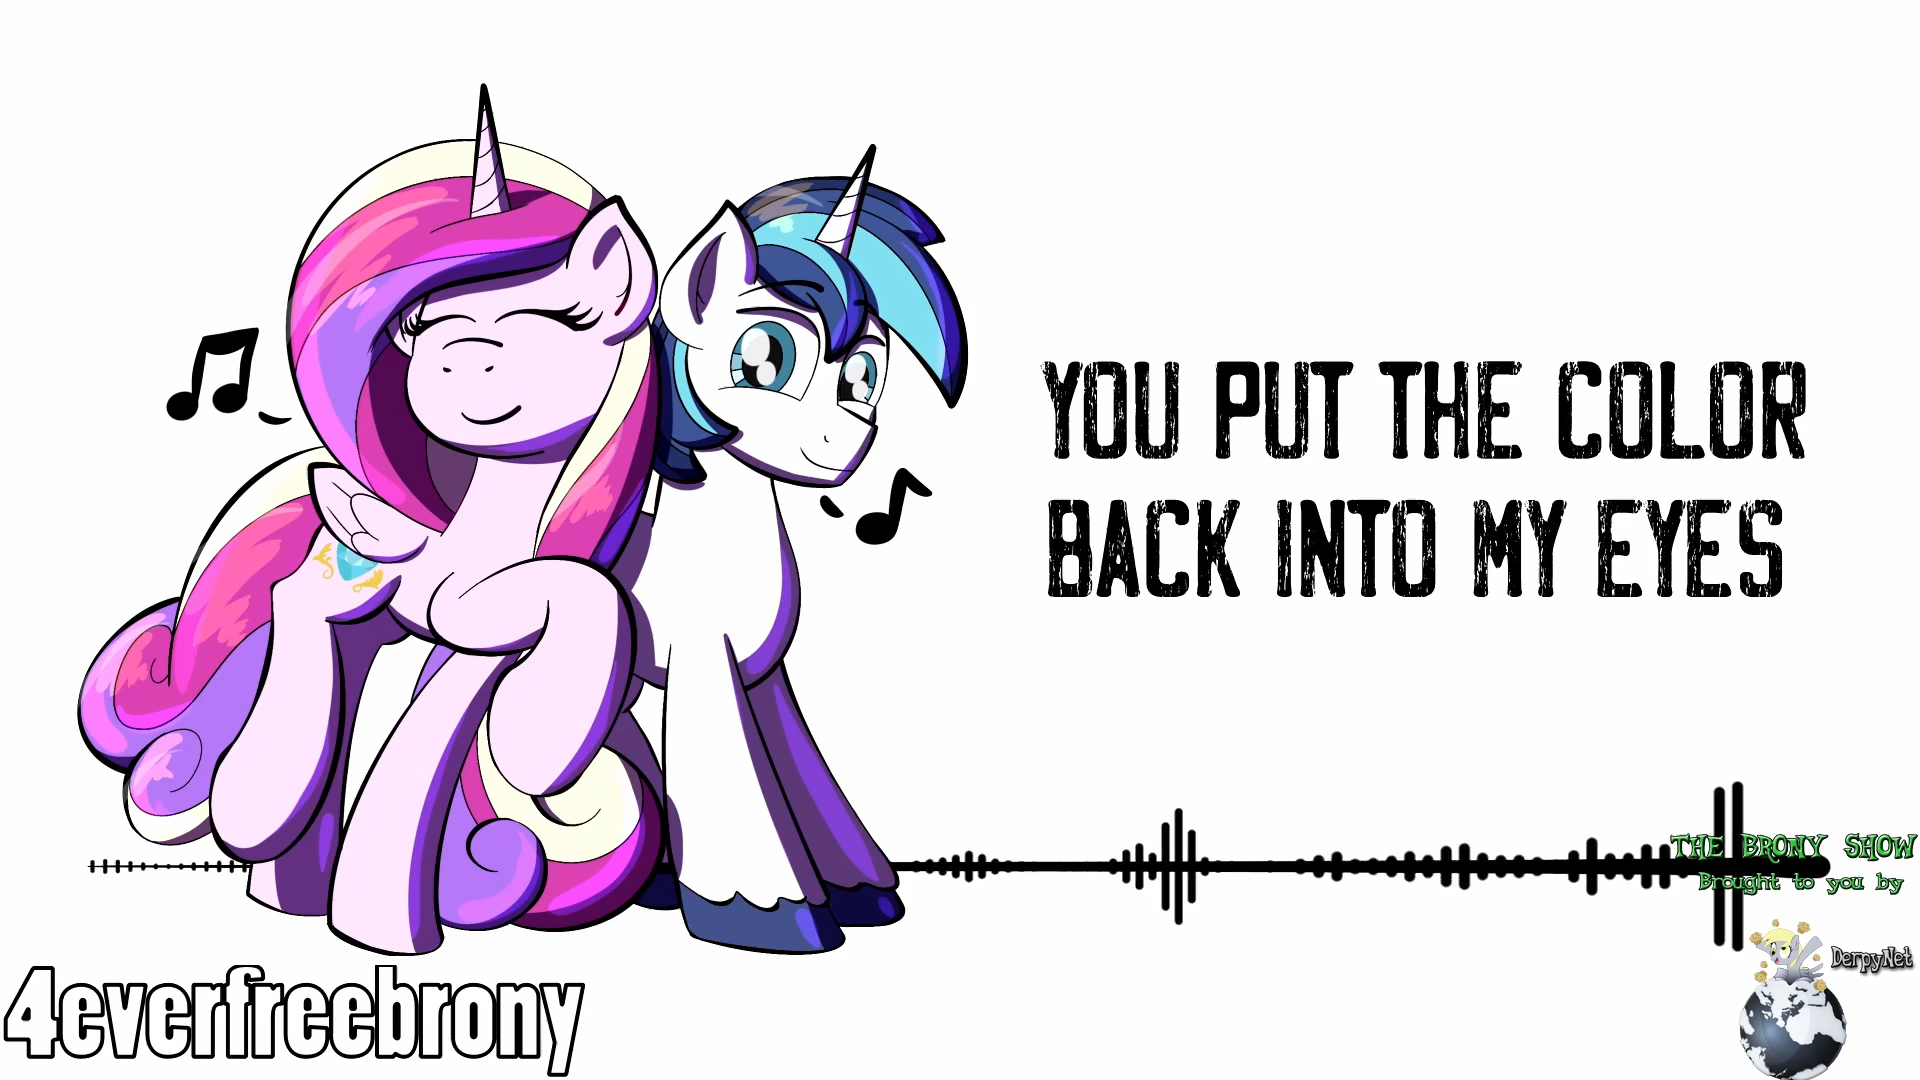 YOU PUT THE COLOR
BACK INTO MY EYES
THE BRONY SHOW
Brought to you by
DerpyNet
4everfreebrony